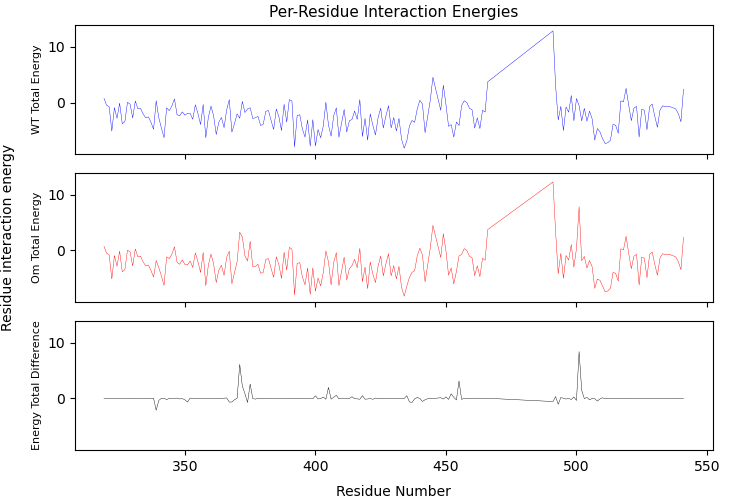 Per-Residue Interaction Energies
Residue interaction energy
WT Total Energy
10
0
Om Total Energy
10
0
Energy Total Difference
10
0
350
400
450
500
550
Residue Number